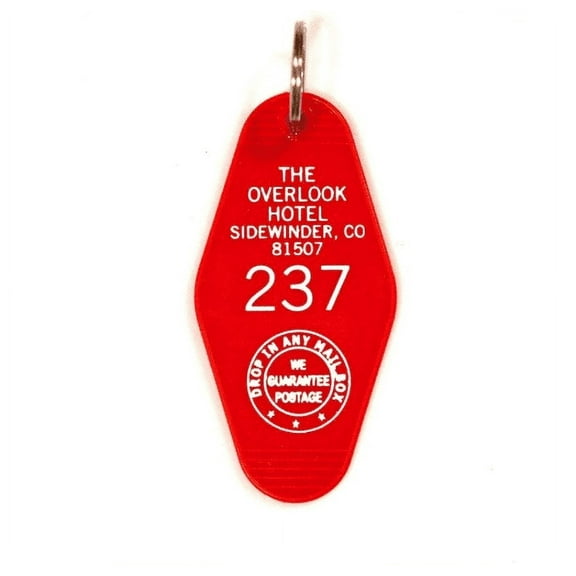 THE
OVERLOOK
HOTEL
SIDEWINDER, CO
81507
237
DROP IN ANY MAIL BOX
WE
GUARANTEE
POSTAGE